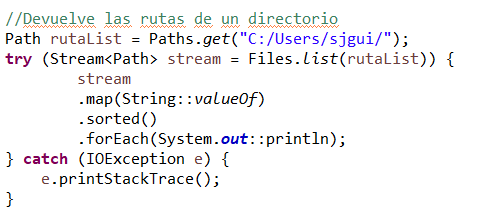 //Devuelve las rutas de un directorio
Path rutaList = Paths.get("C:/Users/sjgui/");
try (Stream<Path> stream = Files.list(rutaList)) {
        stream
        .map(String::valueOf)
        .sorted()
        .forEach(System.out::println);
} catch (IOException e) {
    e.printStackTrace();
}